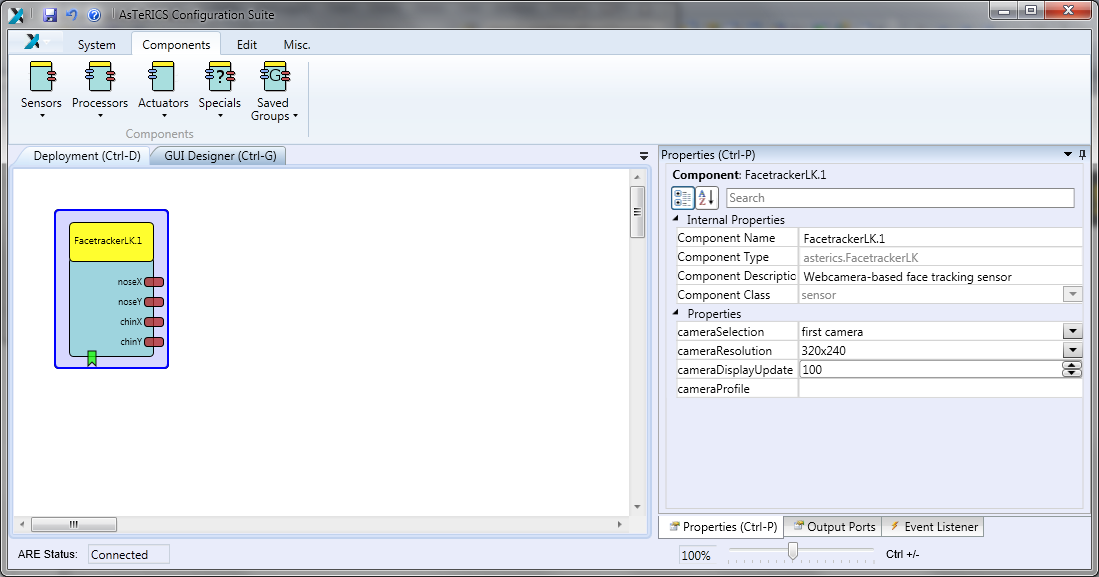 AsTeRICS Configuration Suite
System Components Edit Misc.
Sensors Processors Actuators Specials Saved Groups
Components
Deployment (Ctrl-D) GUI Designer (Ctrl-G)
FacetrackerLK.1
noseX
noseY
chinX
chinY
Properties (Ctrl-P)
Component: FacetrackerLK.1
Search
Internal Properties
Component Name FacetrackerLK.1
Component Type asterics.FacetrackerLK
Component Descriptio Webcamera-based face tracking sensor
Component Class sensor
Properties
cameraSelection first camera
cameraResolution 320x240
cameraDisplayUpdate 100
cameraProfile
Properties (Ctrl-P) Output Ports Event Listener
ARE Status: Connected 100% Ctrl +/-